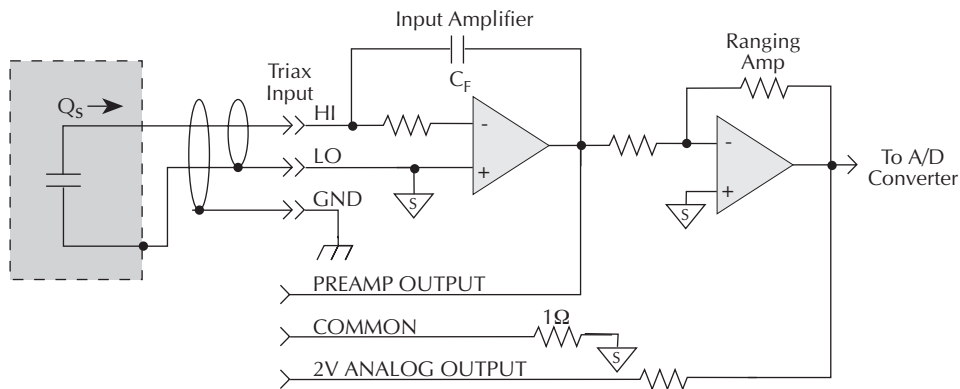 Input Amplifier
Ranging
Amp
Triax
Input
C_F
Q_S
HI
-
LO
+
S
GND
-
+
S
To A/D
Converter
PREAMP OUTPUT
COMMON
1Ω
S
2V ANALOG OUTPUT